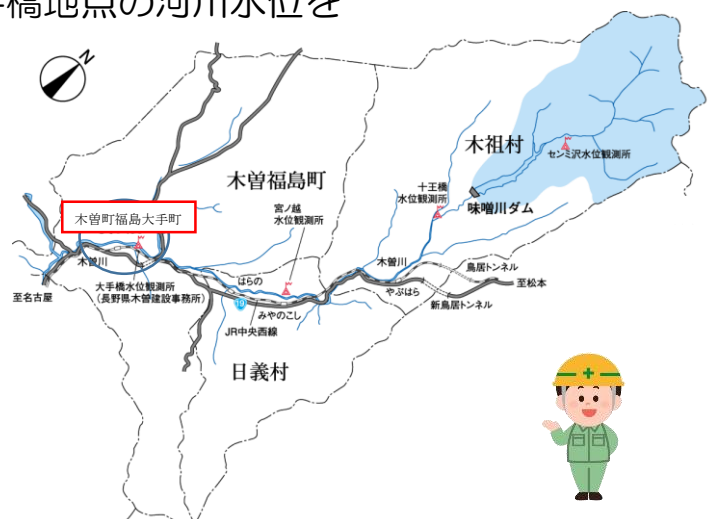 手橋地点の河川水位を
N
木祖村
センミ沢水位観測所
十王橋
水位観測所
味噌川ダム
木曽福島町
宮ノ越
水位観測所
木曽町福島大手町
木曽川
木曽川
鳥居トンネル
至松本
はらの
やぶはら
新鳥居トンネル
大手橋水位観測所
(長野県木曽建設事務所)
至名古屋
19
みやのこし
JR中央西線
日義村